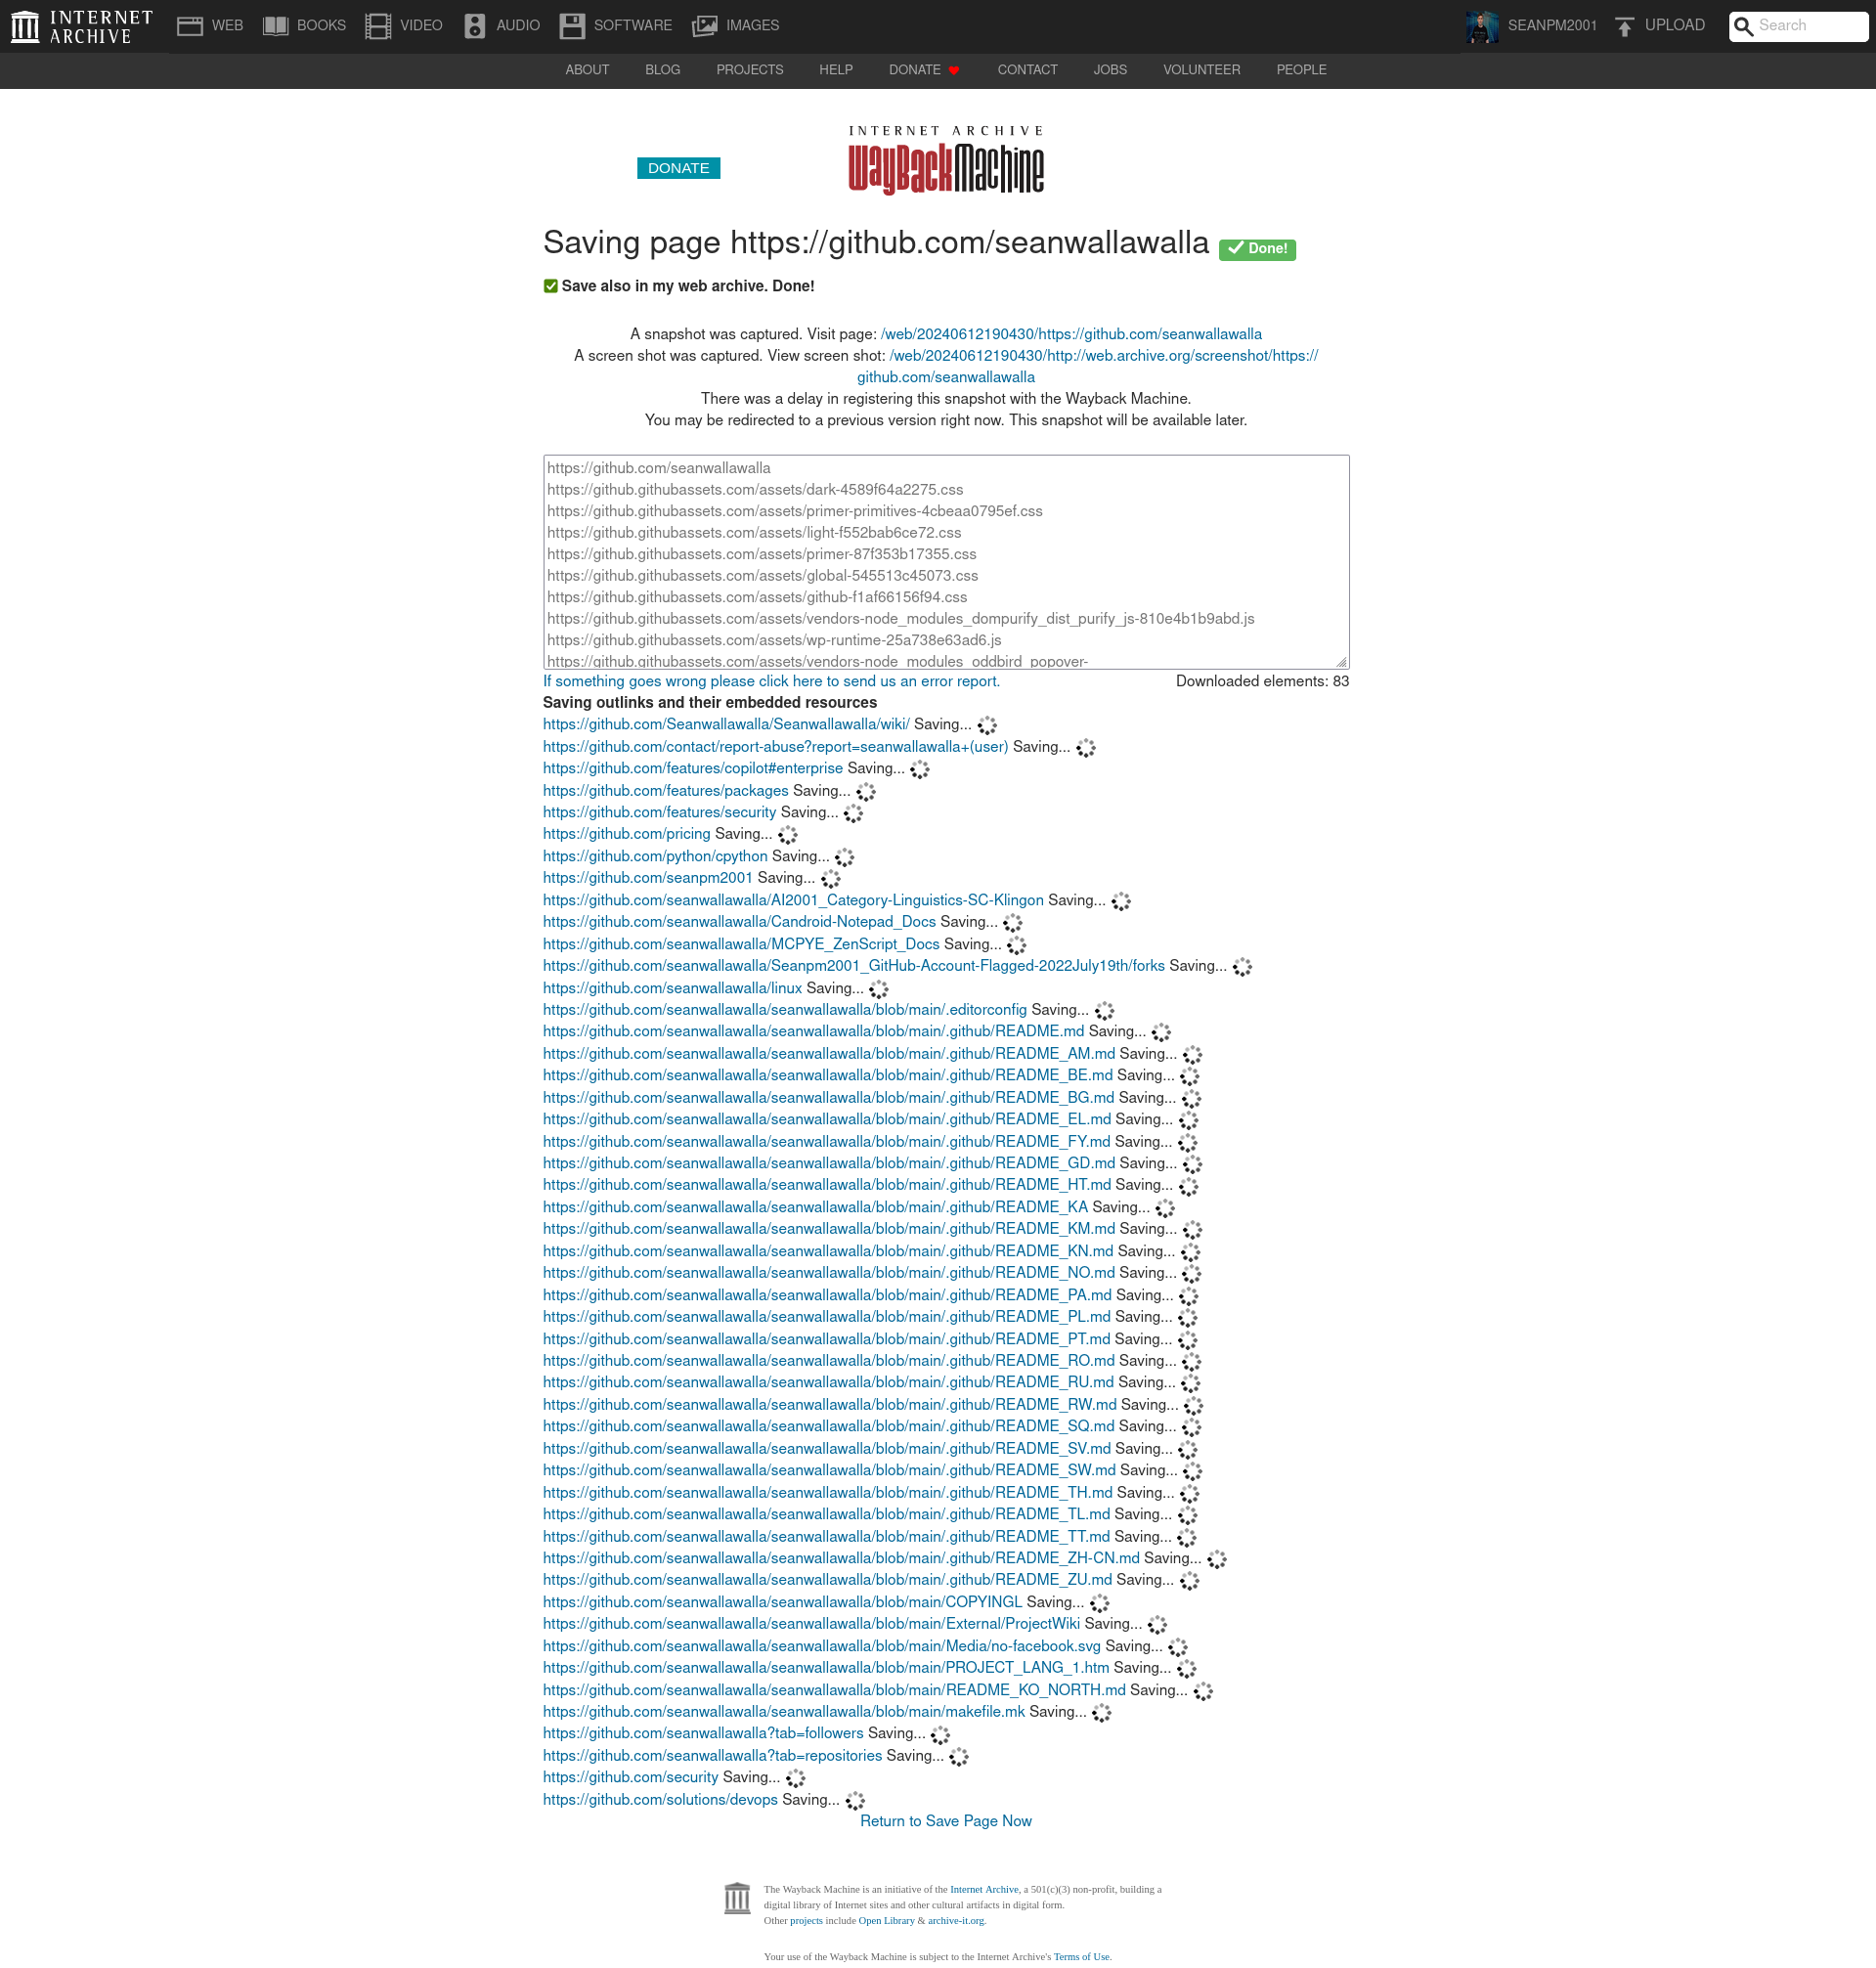 INTERNET ARCHIVE
WEB BOOKS VIDEO AUDIO SOFTWARE IMAGES SEANPM2001 UPLOAD Search
ABOUT BLOG PROJECTS HELP DONATE CONTACT JOBS VOLUNTEER PEOPLE
INTERNET ARCHIVE
DONATE WayBackMachine
Saving page https://github.com/seanwallawalla Done!
Save also in my web archive. Done!
A snapshot was captured. Visit page: /web/20240612190430/https://github.com/seanwallawalla
A screen shot was captured. View screen shot: /web/20240612190430/http://web.archive.org/screenshot/https://
github.com/seanwallawalla
There was a delay in registering this snapshot with the Wayback Machine.
You may be redirected to a previous version right now. This snapshot will be available later.
https://github.com/seanwallawalla
https://github.githubassets.com/assets/dark-4589f64a2275.css
https://github.githubassets.com/assets/primer-primitives-4cbeaa0795ef.css
https://github.githubassets.com/assets/light-f552bab6ce72.css
https://github.githubassets.com/assets/primer-87f353b17355.css
https://github.githubassets.com/assets/global-545513c45073.css
https://github.githubassets.com/assets/github-f1af66156f94.css
https://github.githubassets.com/assets/vendors-node_modules_dompurify_dist_purify_js-810e4b1b9abd.js
https://github.githubassets.com/assets/wp-runtime-25a738e63ad6.js
https://github.githubassets.com/assets/vendors-node_modules_oddbird_popover-
If something goes wrong please click here to send us an error report. Downloaded elements: 83
Saving outlinks and their embedded resources
https://github.com/Seanwallawalla/Seanwallawalla/wiki/ Saving...
https://github.com/contact/report-abuse?report=seanwallawalla+(user) Saving...
https://github.com/features/copilot#enterprise Saving...
https://github.com/features/packages Saving...
https://github.com/features/security Saving...
https://github.com/pricing Saving...
https://github.com/python/cpython Saving...
https://github.com/seanpm2001 Saving...
https://github.com/seanwallawalla/AI2001_Category-Linguistics-SC-Klingon Saving...
https://github.com/seanwallawalla/Candroid-Notepad_Docs Saving...
https://github.com/seanwallawalla/MCPYE_ZenScript_Docs Saving...
https://github.com/seanwallawalla/Seanpm2001_GitHub-Account-Flagged-2022July19th/forks Saving...
https://github.com/seanwallawalla/linux Saving...
https://github.com/seanwallawalla/seanwallawalla/blob/main/.editorconfig Saving...
https://github.com/seanwallawalla/seanwallawalla/blob/main/.github/README.md Saving...
https://github.com/seanwallawalla/seanwallawalla/blob/main/.github/README_AM.md Saving...
https://github.com/seanwallawalla/seanwallawalla/blob/main/.github/README_BE.md Saving...
https://github.com/seanwallawalla/seanwallawalla/blob/main/.github/README_BG.md Saving...
https://github.com/seanwallawalla/seanwallawalla/blob/main/.github/README_EL.md Saving...
https://github.com/seanwallawalla/seanwallawalla/blob/main/.github/README_FY.md Saving...
https://github.com/seanwallawalla/seanwallawalla/blob/main/.github/README_GD.md Saving...
https://github.com/seanwallawalla/seanwallawalla/blob/main/.github/README_HT.md Saving...
https://github.com/seanwallawalla/seanwallawalla/blob/main/.github/README_KA Saving...
https://github.com/seanwallawalla/seanwallawalla/blob/main/.github/README_KM.md Saving...
https://github.com/seanwallawalla/seanwallawalla/blob/main/.github/README_KN.md Saving...
https://github.com/seanwallawalla/seanwallawalla/blob/main/.github/README_NO.md Saving...
https://github.com/seanwallawalla/seanwallawalla/blob/main/.github/README_PA.md Saving...
https://github.com/seanwallawalla/seanwallawalla/blob/main/.github/README_PL.md Saving...
https://github.com/seanwallawalla/seanwallawalla/blob/main/.github/README_PT.md Saving...
https://github.com/seanwallawalla/seanwallawalla/blob/main/.github/README_RO.md Saving...
https://github.com/seanwallawalla/seanwallawalla/blob/main/.github/README_RU.md Saving...
https://github.com/seanwallawalla/seanwallawalla/blob/main/.github/README_RW.md Saving...
https://github.com/seanwallawalla/seanwallawalla/blob/main/.github/README_SQ.md Saving...
https://github.com/seanwallawalla/seanwallawalla/blob/main/.github/README_SV.md Saving...
https://github.com/seanwallawalla/seanwallawalla/blob/main/.github/README_SW.md Saving...
https://github.com/seanwallawalla/seanwallawalla/blob/main/.github/README_TH.md Saving...
https://github.com/seanwallawalla/seanwallawalla/blob/main/.github/README_TL.md Saving...
https://github.com/seanwallawalla/seanwallawalla/blob/main/.github/README_TT.md Saving...
https://github.com/seanwallawalla/seanwallawalla/blob/main/.github/README_ZH-CN.md Saving...
https://github.com/seanwallawalla/seanwallawalla/blob/main/.github/README_ZU.md Saving...
https://github.com/seanwallawalla/seanwallawalla/blob/main/COPYINGL Saving...
https://github.com/seanwallawalla/seanwallawalla/blob/main/External/ProjectWiki Saving...
https://github.com/seanwallawalla/seanwallawalla/blob/main/Media/no-facebook.svg Saving...
https://github.com/seanwallawalla/seanwallawalla/blob/main/PROJECT_LANG_1.htm Saving...
https://github.com/seanwallawalla/seanwallawalla/blob/main/README_KO_NORTH.md Saving...
https://github.com/seanwallawalla/seanwallawalla/blob/main/makefile.mk Saving...
https://github.com/seanwallawalla?tab=followers Saving...
https://github.com/seanwallawalla?tab=repositories Saving...
https://github.com/security Saving...
https://github.com/solutions/devops Saving...
Return to Save Page Now
The Wayback Machine is an initiative of the Internet Archive, a 501(c)(3) non-profit, building a
digital library of Internet sites and other cultural artifacts in digital form.
Other projects include Open Library & archive-it.org.
Your use of the Wayback Machine is subject to the Internet Archive's Terms of Use.